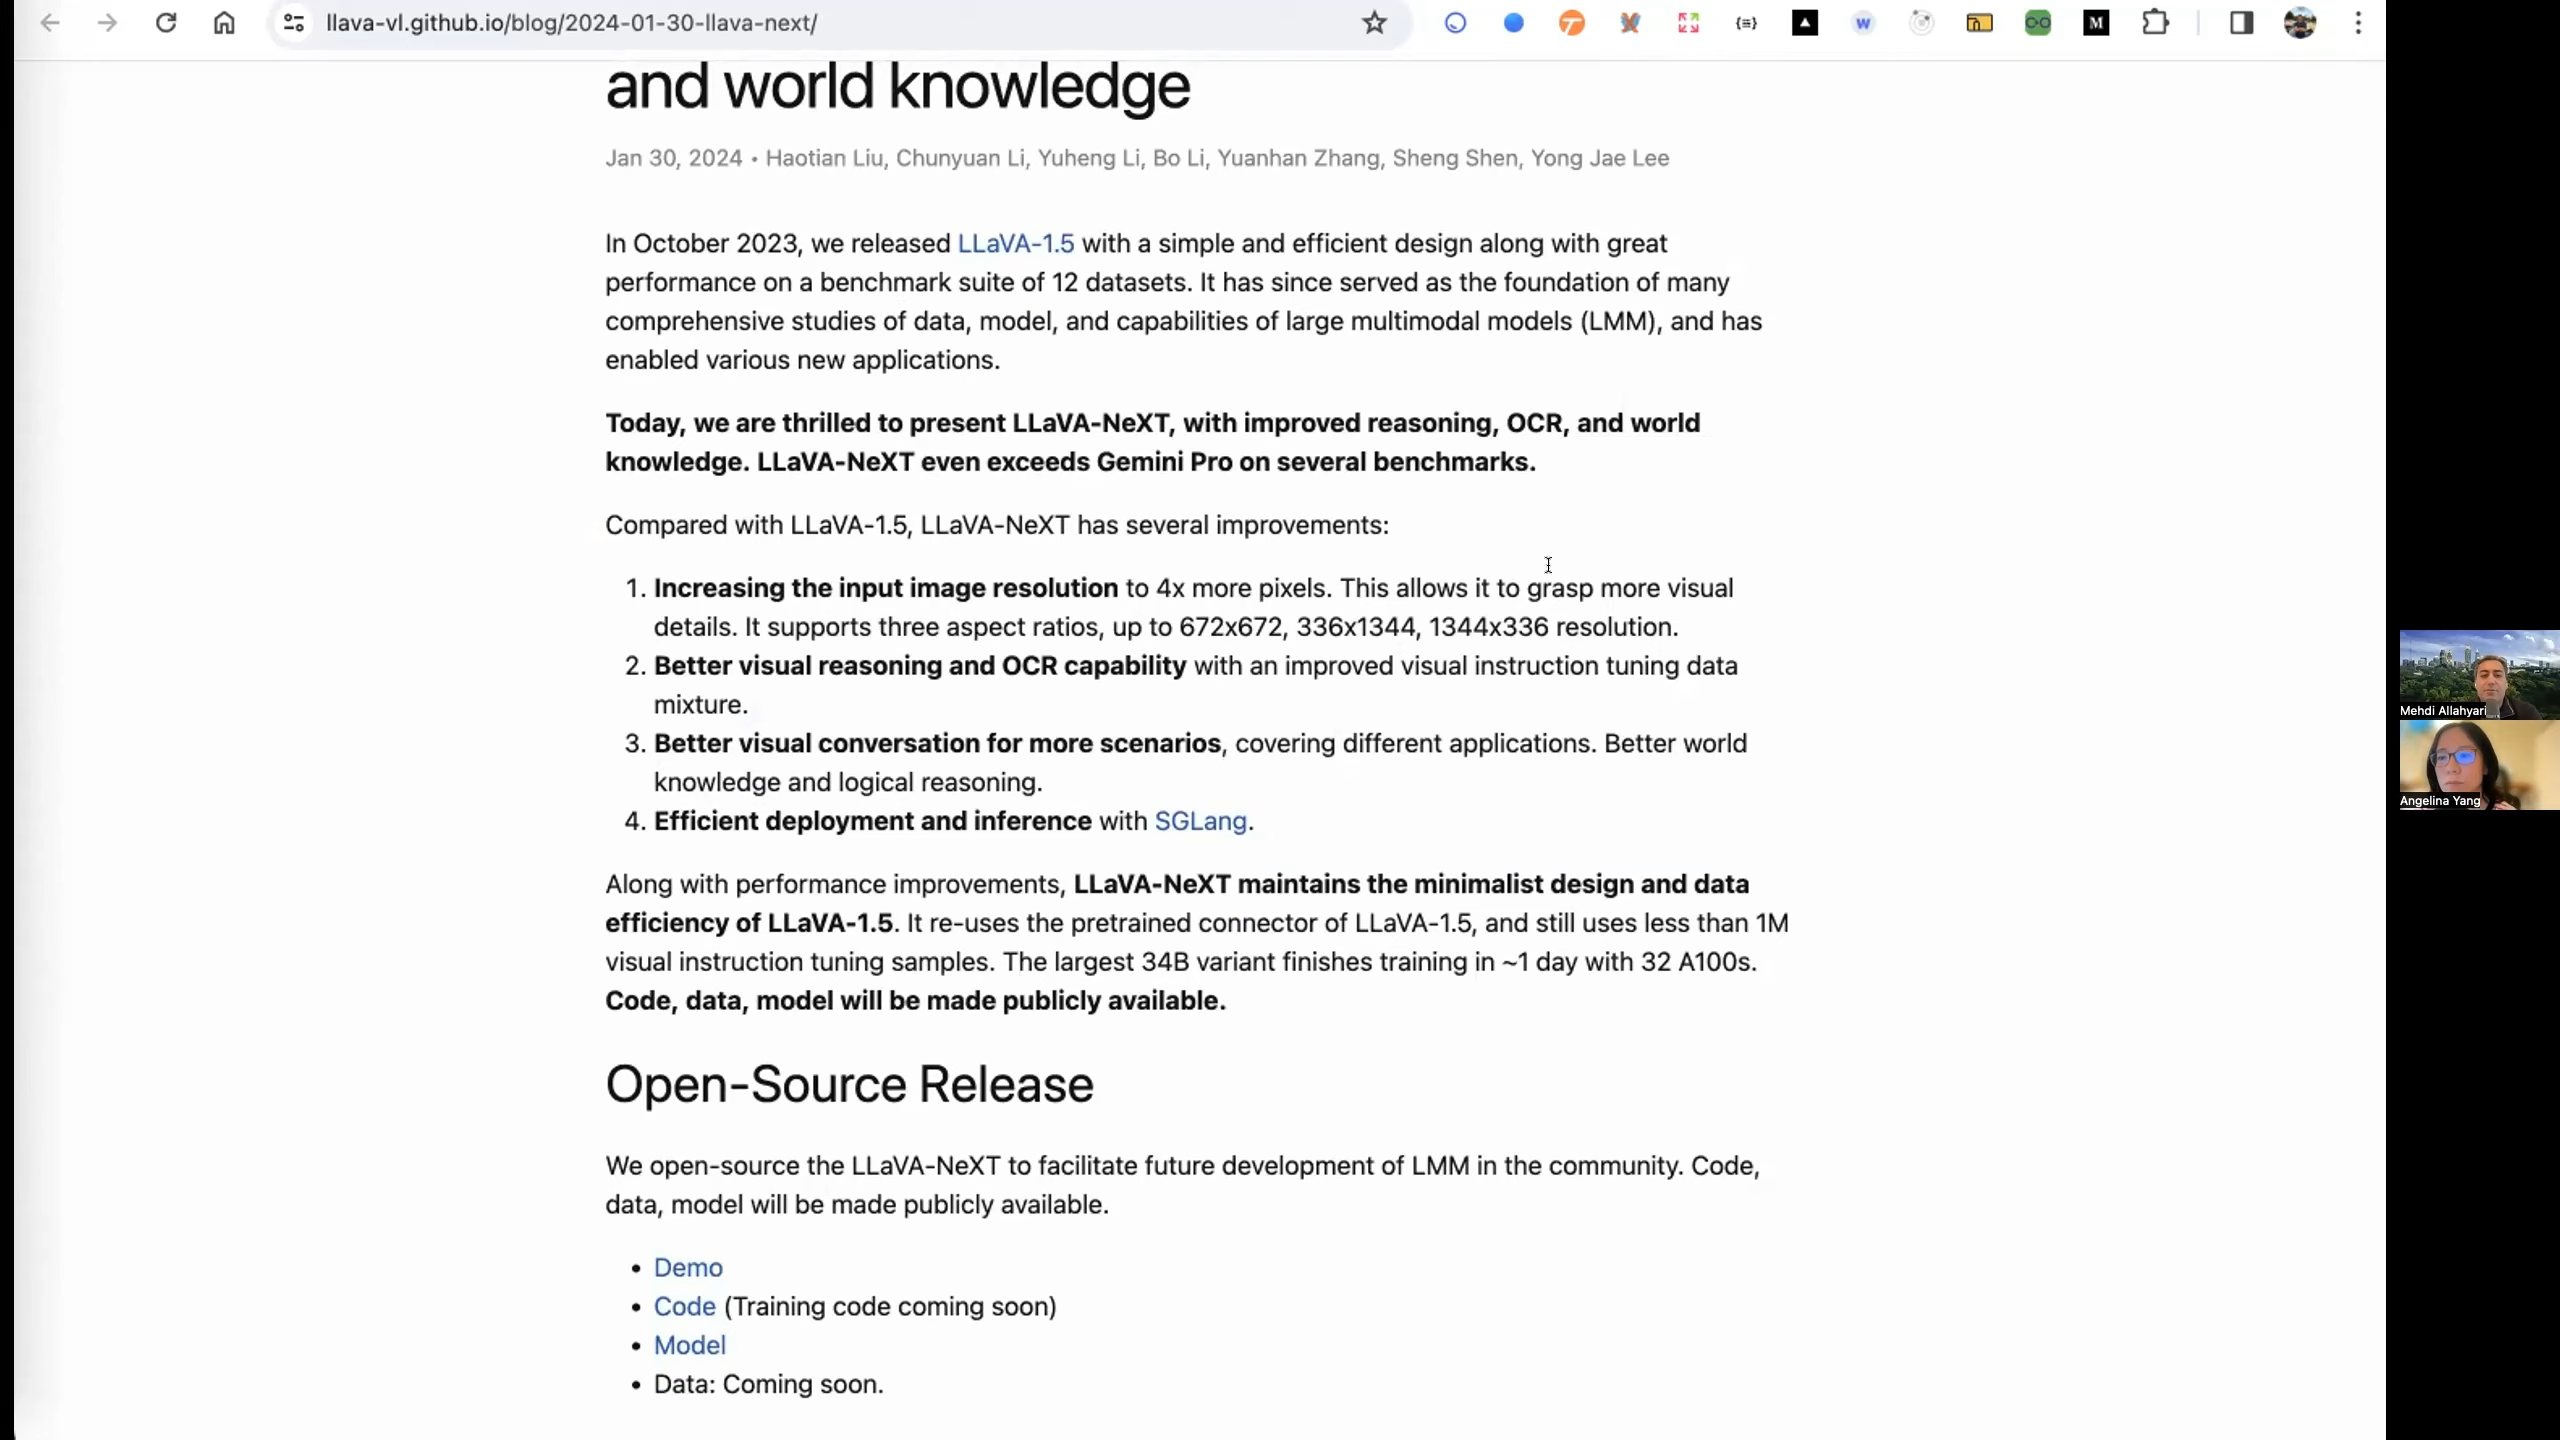 llava-vl.github.io/blog/2024-01-30-llava-next/
and world knowledge
Jan 30, 2024 • Haotian Liu, Chunyuan Li, Yuheng Li, Bo Li, Yuanhan Zhang, Sheng Shen, Yong Jae Lee
In October 2023, we released LLaVA-1.5 with a simple and efficient design along with great
performance on a benchmark suite of 12 datasets. It has since served as the foundation of many
comprehensive studies of data, model, and capabilities of large multimodal models (LMM), and has
enabled various new applications.
Today, we are thrilled to present LLaVA-NeXT, with improved reasoning, OCR, and world
knowledge. LLaVA-NeXT even exceeds Gemini Pro on several benchmarks.
Compared with LLaVA-1.5, LLaVA-NeXT has several improvements:
1. Increasing the input image resolution to 4x more pixels. This allows it to grasp more visual
details. It supports three aspect ratios, up to 672x672, 336x1344, 1344x336 resolution.
2. Better visual reasoning and OCR capability with an improved visual instruction tuning data
mixture.
3. Better visual conversation for more scenarios, covering different applications. Better world
knowledge and logical reasoning.
4. Efficient deployment and inference with SGLang.
Along with performance improvements, LLaVA-NeXT maintains the minimalist design and data
efficiency of LLaVA-1.5. It re-uses the pretrained connector of LLaVA-1.5, and still uses less than 1M
visual instruction tuning samples. The largest 34B variant finishes training in ~1 day with 32 A100s.
Code, data, model will be made publicly available.
Open-Source Release
We open-source the LLaVA-NeXT to facilitate future development of LMM in the community. Code,
data, model will be made publicly available.
• Demo
• Code (Training code coming soon)
• Model
• Data: Coming soon.
Mehdi Allahyari
Angelina Yang